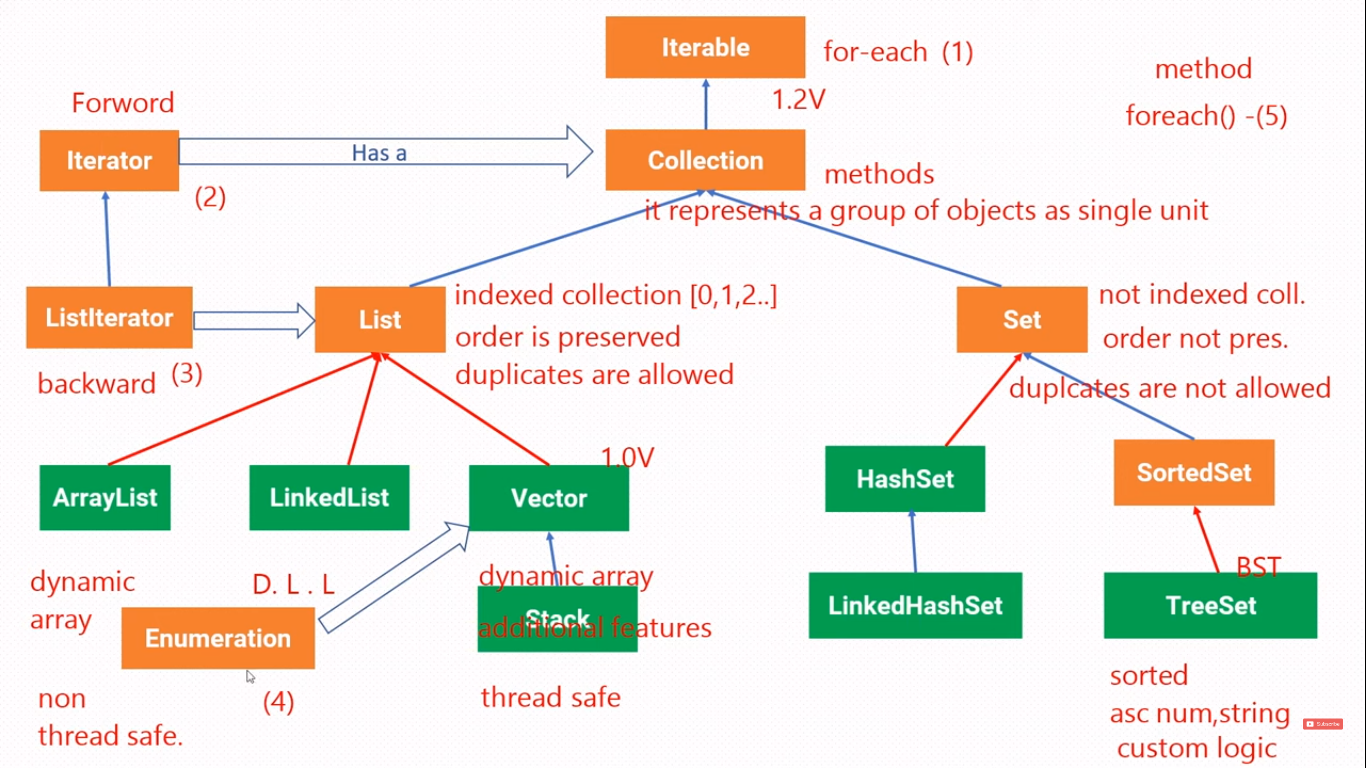 Iterable
for-each (1)
method
1.2V
foreach() -(5)
Forword
Iterator
Has a
Collection
methods
(2)
it represents a group of objects as single unit
ListIterator
List
indexed collection [0,1,2..]
order is preserved
duplicates are allowed
Set
not indexed coll.
order not pres.
duplcates are not allowed
backward
(3)
1.0V
ArrayList
LinkedList
Vector
HashSet
SortedSet
dynamic
array
D. L . L
dynamic array
Stack
additional features
BST
LinkedHashSet
TreeSet
Enumeration
(4)
non
thread safe.
thread safe
sorted
asc num,string
custom logic
Subscribe